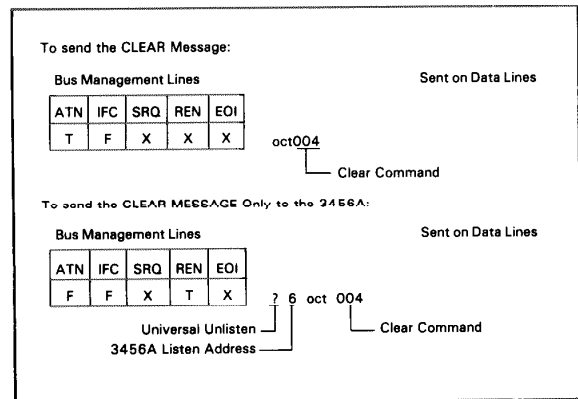 To send the CLEAR Message:
Bus Management Lines Sent on Data Lines
ATN IFC SRQ REN EOI
T F X X X oct004
Clear Command
To send the CLEAR MESSAGE Only to the 3456A:
Bus Management Lines Sent on Data Lines
ATN IFC SRQ REN EOI
F F X T X ? 6 oct 004
Universal Unlisten Clear Command
3456A Listen Address